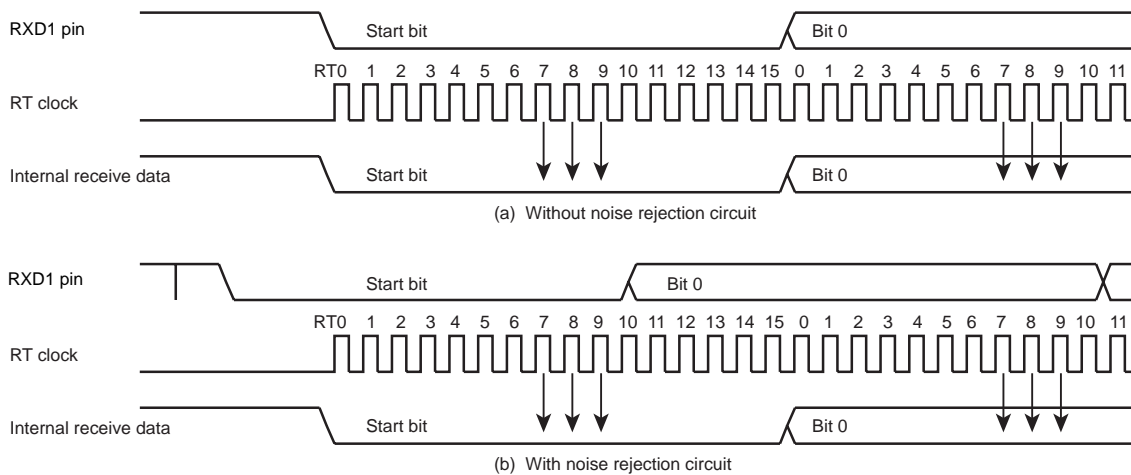 RXD1 pin Start bit Bit 0
RT0 1 2 3 4 5 6 7 8 9 10 11 12 13 14 15 0 1 2 3 4 5 6 7 8 9 10 11
RT clock
Internal receive data Start bit Bit 0
(a) Without noise rejection circuit
RXD1 pin Start bit Bit 0
RT0 1 2 3 4 5 6 7 8 9 10 11 12 13 14 15 0 1 2 3 4 5 6 7 8 9 10 11
RT clock
Internal receive data Start bit Bit 0
(b) With noise rejection circuit